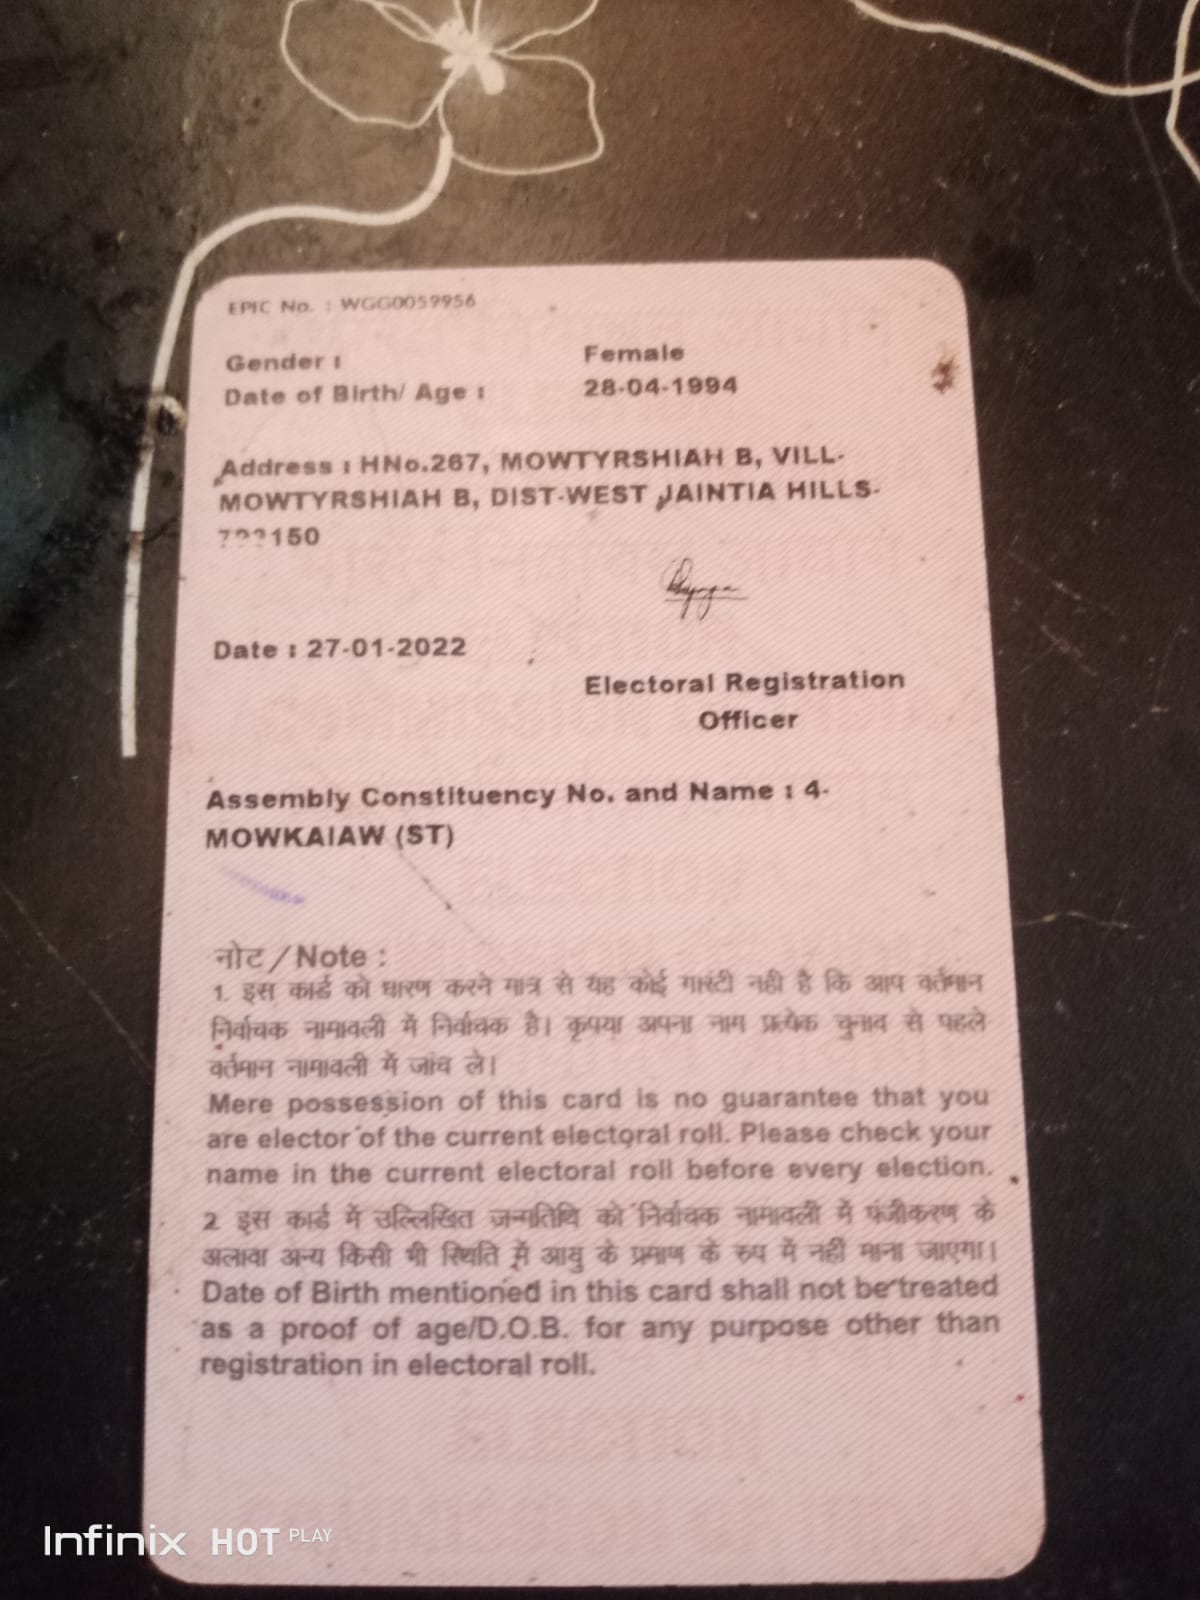 EPIC No. : WGG0059956
Gender : Female
Date of Birth/ Age : 28-04-1994
Address : HNo.267, MOWTYRSHIAH B, VILL-
MOWTYRSHIAH B, DIST-WEST JAINTIA HILLS-
Date : 27-01-2022
Electoral Registration
Officer
Assembly Constituency No. and Name : 4-
MOWKAIAW (ST)
नोट / Note :
1. इस कार्ड को धारण करने मात्र से यह कोई गारंटी नही है कि आप वर्तमान
निर्वाचक नामावली में निर्वाचक है। कृपया अपना नाम प्रत्येक चुनाव से पहले
वर्तमान नामावली में जांच ले।
Mere possession of this card is no guarantee that you
are elector of the current electoral roll. Please check your
name in the current electoral roll before every election.
2. इस कार्ड में उल्लिखित जन्मतिथि को निर्वाचक नामावली में पंजीकरण के
अलावा अन्य किसी भी स्थिति में आयु के प्रमाण के रुप में नहीं माना जाएगा।
Date of Birth mentioned in this card shall not be treated
as a proof of age/D.O.B. for any purpose other than
registration in electoral roll.
Infinix HOT PLAY